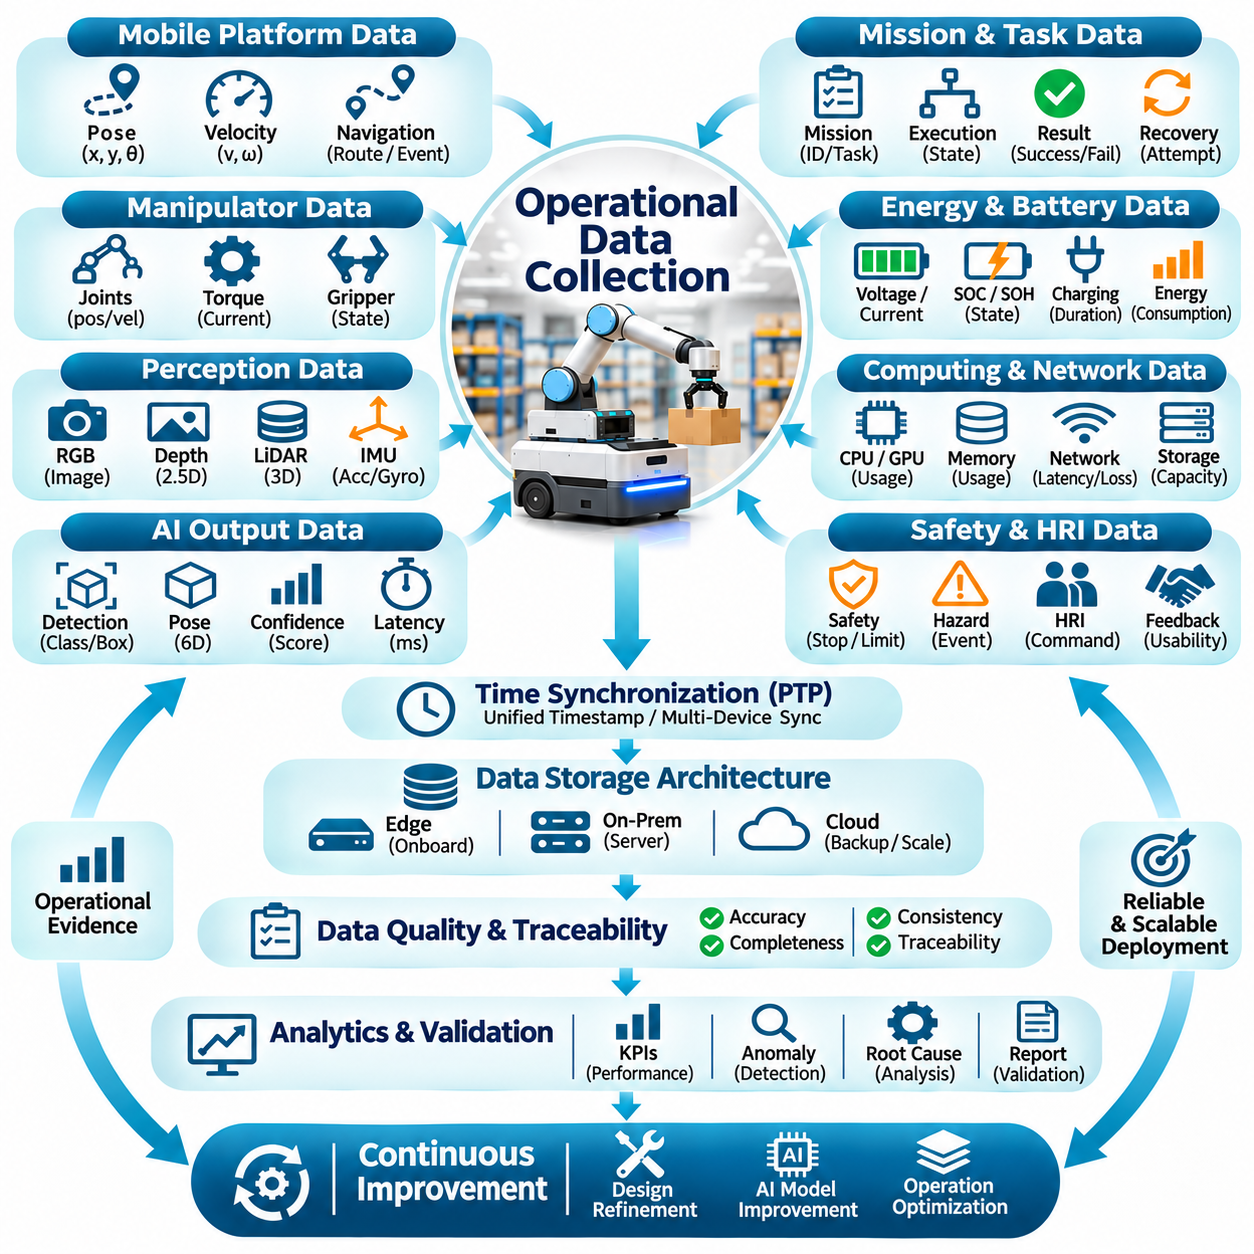 Mobile Platform Data
Pose
(x, y, θ)
Velocity
(v, ω)
Navigation
(Route / Event)
Manipulator Data
Joints
(pos/vel)
Torque
(Current)
Gripper
(State)
Perception Data
RGB
(Image)
Depth
(2.5D)
LiDAR
(3D)
IMU
(Acc/Gyro)
AI Output Data
Detection
(Class/Box)
Pose
(6D)
Confidence
(Score)
Latency
(ms)
Operational
Data
Collection
Mission & Task Data
Mission
(ID/Task)
Execution
(State)
Result
(Success/Fail)
Recovery
(Attempt)
Energy & Battery Data
Voltage /
Current
SOC / SOH
(State)
Charging
(Duration)
Energy
(Consumption)
Computing & Network Data
CPU / GPU
(Usage)
Memory
(Usage)
Network
(Latency/Loss)
Storage
(Capacity)
Safety & HRI Data
Safety
(Stop / Limit)
Hazard
(Event)
HRI
(Command)
Feedback
(Usability)
Time Synchronization (PTP)
Unified Timestamp / Multi-Device Sync
Data Storage Architecture
Edge
(Onboard)
On-Prem
(Server)
Cloud
(Backup / Scale)
Operational
Evidence
Reliable
& Scalable
Deployment
Data Quality & Traceability
Accuracy
Completeness
Consistency
Traceability
Analytics & Validation
KPIs
(Performance)
Anomaly
(Detection)
Root Cause
(Analysis)
Report
(Validation)
Continuous
Improvement
Design
Refinement
AI
AI Model
Improvement
Operation
Optimization